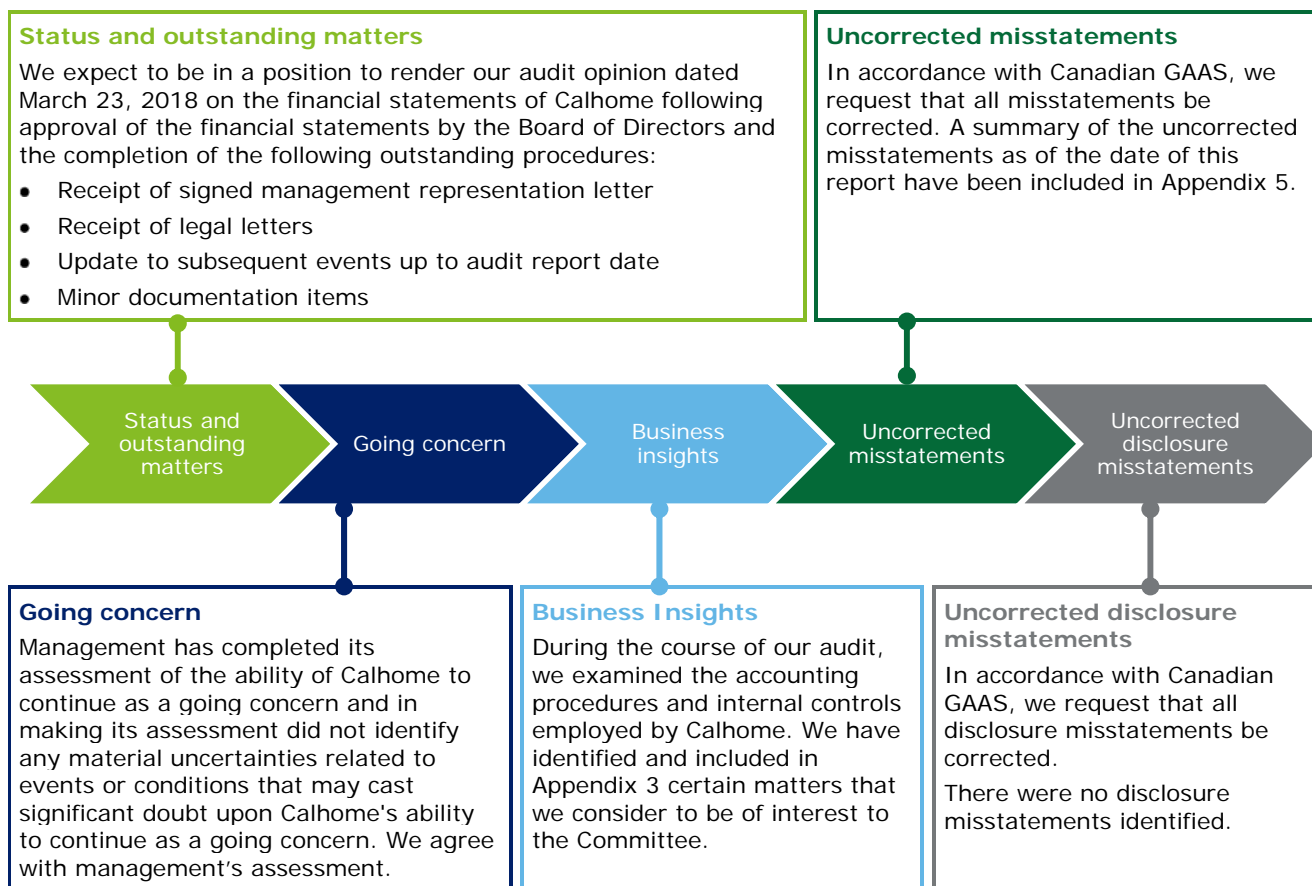 Status and outstanding matters
We expect to be in a position to render our audit opinion dated
March 23, 2018 on the financial statements of Calhome following
approval of the financial statements by the Board of Directors and
the completion of the following outstanding procedures:
• Receipt of signed management representation letter
• Receipt of legal letters
• Update to subsequent events up to audit report date
• Minor documentation items
Uncorrected misstatements
In accordance with Canadian GAAS, we
request that all misstatements be
corrected. A summary of the uncorrected
misstatements as of the date of this
report have been included in Appendix 5.
Status and
outstanding
matters
Going concern
Business
insights
Uncorrected
misstatements
Uncorrected
disclosure
misstatements
Going concern
Management has completed its
assessment of the ability of Calhome to
continue as a going concern and in
making its assessment did not identify
any material uncertainties related to
events or conditions that may cast
significant doubt upon Calhome's ability
to continue as a going concern. We agree
with management’s assessment.
Business Insights
During the course of our audit,
we examined the accounting
procedures and internal controls
employed by Calhome. We have
identified and included in
Appendix 3 certain matters that
we consider to be of interest to
the Committee.
Uncorrected disclosure
misstatements
In accordance with Canadian
GAAS, we request that all
disclosure misstatements be
corrected.
There were no disclosure
misstatements identified.